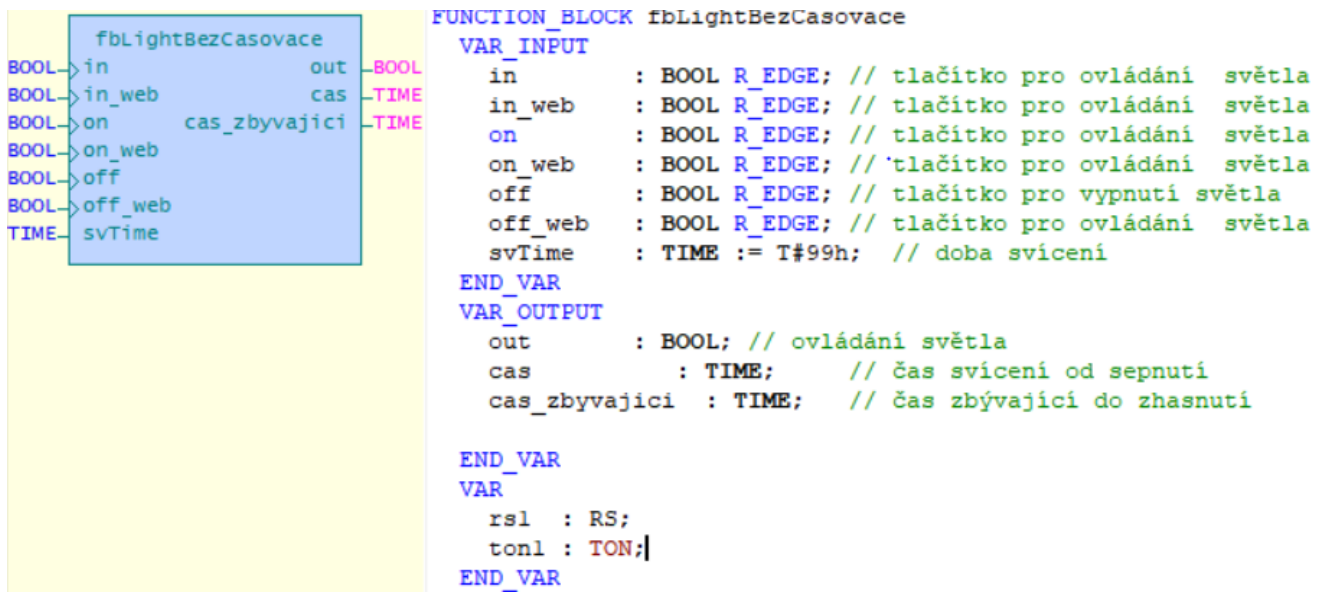 fbLightBezCasovace
BOOL in out BOOL
BOOL in_web cas TIME
BOOL on cas_zbyvajici TIME
BOOL on_web
BOOL off
BOOL off_web
TIME svTime
FUNCTION_BLOCK fbLightBezCasovace
VAR_INPUT
in : BOOL R_EDGE; // tlačítko pro ovládání světla
in_web : BOOL R_EDGE; // tlačítko pro ovládání světla
on : BOOL R_EDGE; // tlačítko pro ovládání světla
on_web : BOOL R_EDGE; // tlačítko pro ovládání světla
off : BOOL R_EDGE; // tlačítko pro vypnutí světla
off_web : BOOL R_EDGE; // tlačítko pro ovládání světla
svTime : TIME := T#99h; // doba svícení
END_VAR
VAR_OUTPUT
out : BOOL; // ovládání světla
cas : TIME; // čas svícení od sepnutí
cas_zbyvajici : TIME; // čas zbývající do zhasnutí
END_VAR
VAR
rs1 : RS;
ton1 : TON;
END_VAR